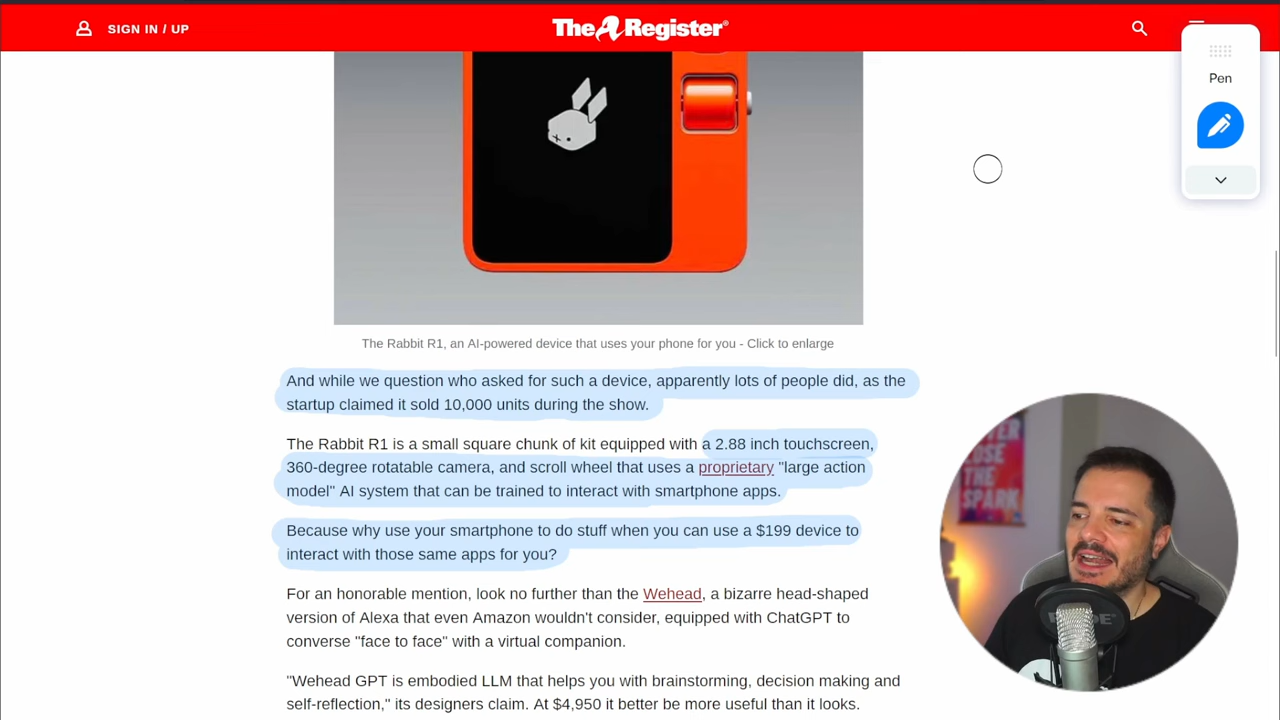 SIGN IN / UP
The Register®
Pen
The Rabbit R1, an AI-powered device that uses your phone for you - Click to enlarge
And while we question who asked for such a device, apparently lots of people did, as the
startup claimed it sold 10,000 units during the show.
The Rabbit R1 is a small square chunk of kit equipped with a 2.88 inch touchscreen,
360-degree rotatable camera, and scroll wheel that uses a proprietary "large action
model" AI system that can be trained to interact with smartphone apps.
Because why use your smartphone to do stuff when you can use a $199 device to
interact with those same apps for you?
For an honorable mention, look no further than the Wehead, a bizarre head-shaped
version of Alexa that even Amazon wouldn't consider, equipped with ChatGPT to
converse "face to face" with a virtual companion.
"Wehead GPT is embodied LLM that helps you with brainstorming, decision making and
self-reflection," its designers claim. At $4,950 it better be more useful than it looks.
LOSE
THE
SPARK